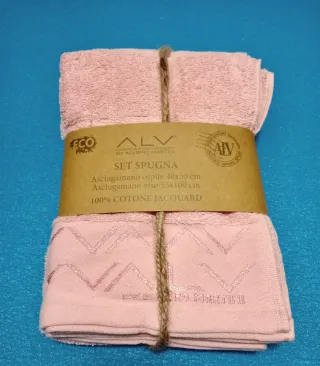 ECO
PACK
ALV
BY ALVIERO MARTINI
ALV
SET SPUGNA
Asciugamano ospite 40x50 cm
Asciugamano viso 55x100 cm
100% COTONE JACQUARD